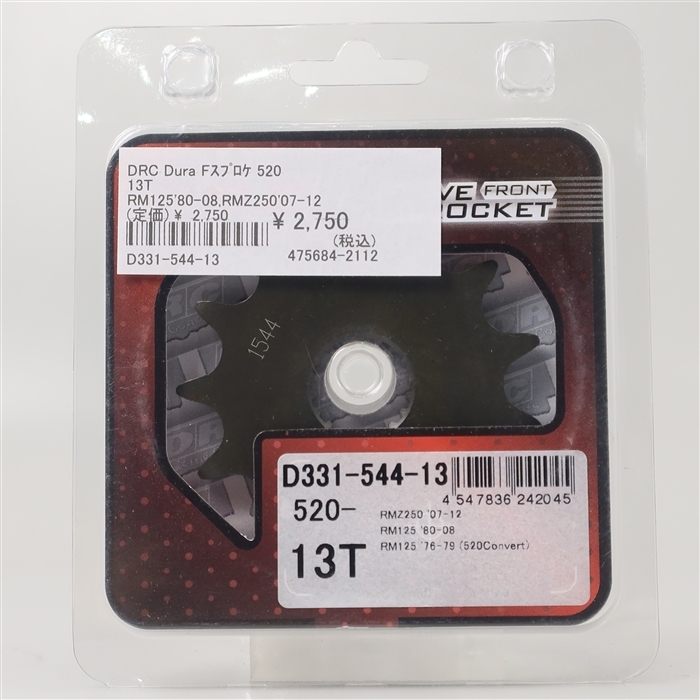 DRC Dura Fｽﾌﾟﾛｹ 520
13T
RM125'80-08,RMZ250'07-12
(定価)¥ 2,750
¥ 2,750
(税込)
D331-544-13
475684-2112
FRONT
1544
D331-544-13
4 547836 242045
520-
13T
RMZ250 '07-12
RM125 '80-08
RM125 '76-79 (520Convert)